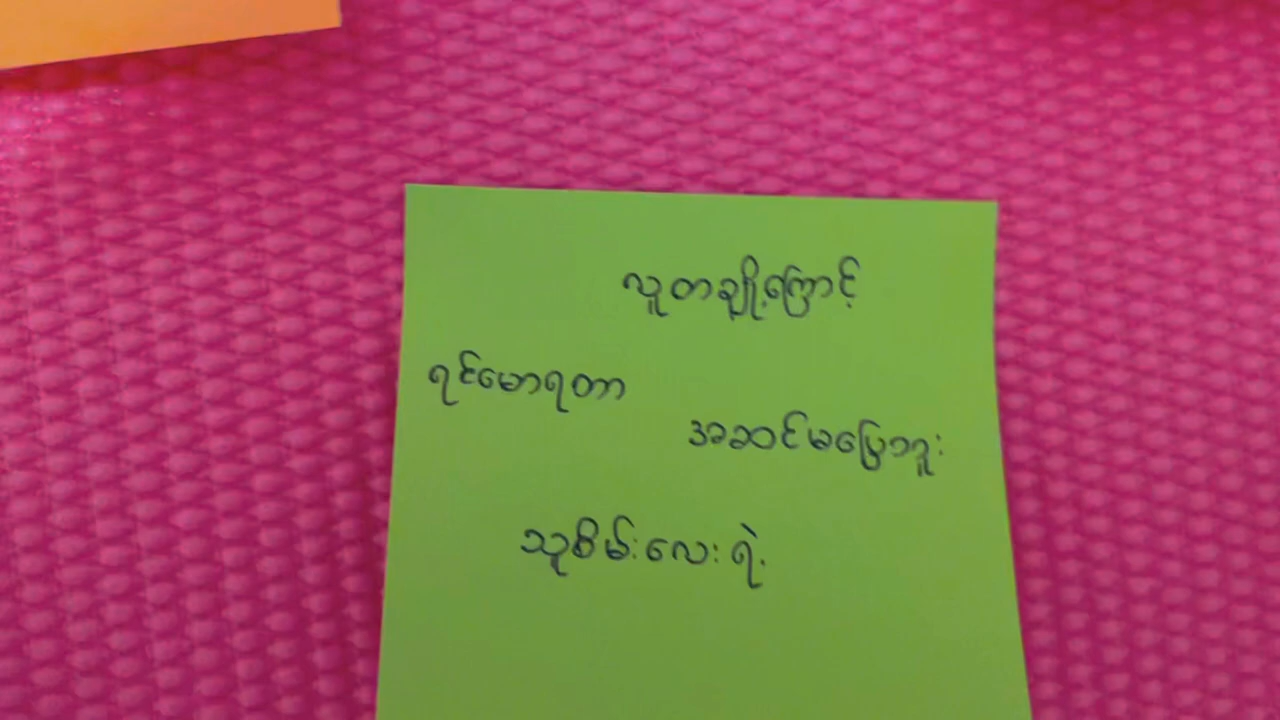 လူတချို့ကြောင့်
ရင်မောရတာ
အဆင်မပြေဘူး
သူစိမ်းလေးရဲ့